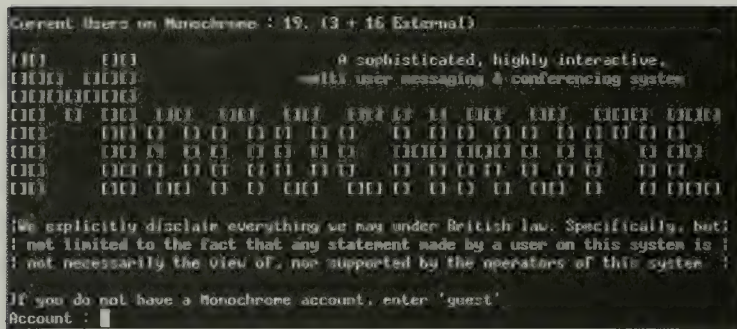 Current Users on Monochrome : 19. (3 + 16 External)
A sophisticated, highly interactive,
multi user messaging & conferencing system
Monochrome
We explicitly disclaim everything we may under British law. Specifically, but
not limited to the fact that any statement made by a user on this system is
not necessarily the view of, nor supported by the operators of this system
If you do not have a Monochrome account, enter 'guest'
Account :